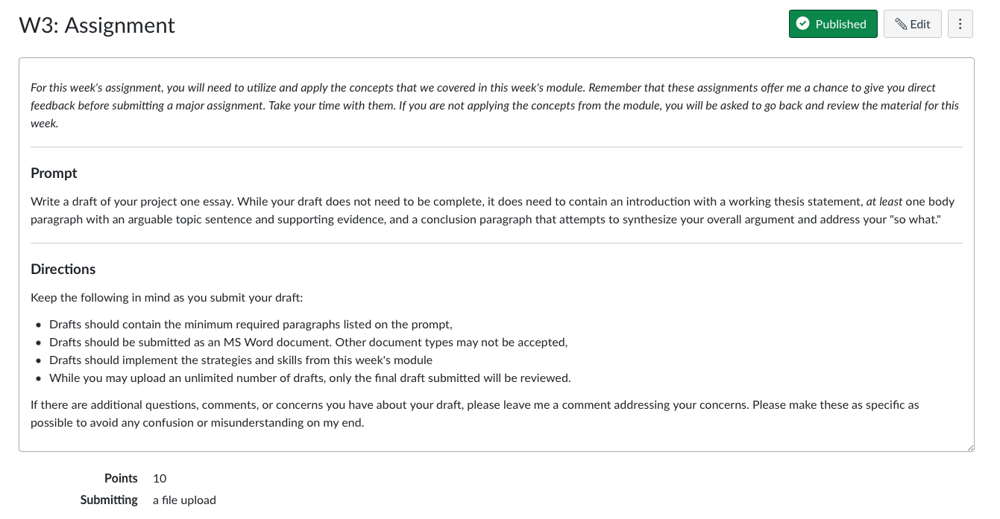 W3: Assignment
Published
Edit
For this week's assignment, you will need to utilize and apply the concepts that we covered in this week's module. Remember that these assignments offer me a chance to give you direct
feedback before submitting a major assignment. Take your time with them. If you are not applying the concepts from the module, you will be asked to go back and review the material for this
week.
Prompt
Write a draft of your project one essay. While your draft does not need to be complete, it does need to contain an introduction with a working thesis statement, at least one body
paragraph with an arguable topic sentence and supporting evidence, and a conclusion paragraph that attempts to synthesize your overall argument and address your "so what."
Directions
Keep the following in mind as you submit your draft:
• Drafts should contain the minimum required paragraphs listed on the prompt,
• Drafts should be submitted as an MS Word document. Other document types may not be accepted,
• Drafts should implement the strategies and skills from this week's module
• While you may upload an unlimited number of drafts, only the final draft submitted will be reviewed.
If there are additional questions, comments, or concerns you have about your draft, please leave me a comment addressing your concerns. Please make these as specific as
possible to avoid any confusion or misunderstanding on my end.
Points 10
Submitting a file upload